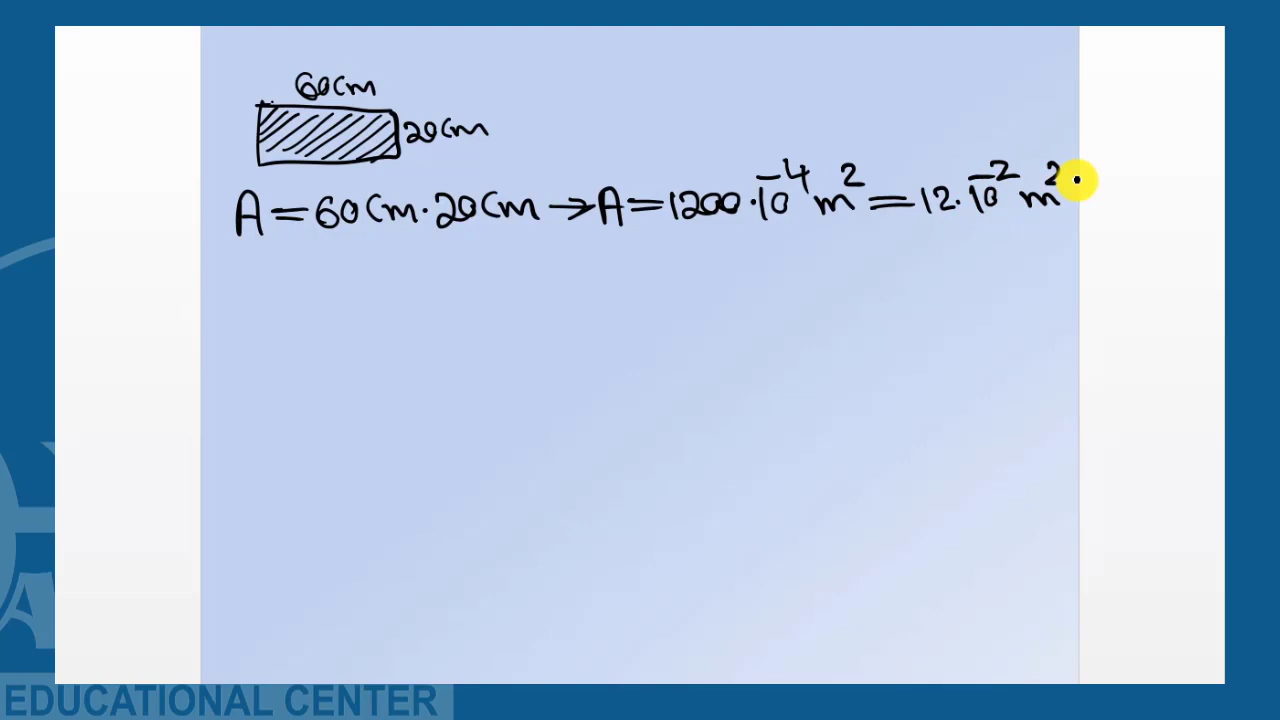 60cm
20cm
A = 60cm · 20cm → A = 1200 · 10⁻⁴ m² = 12 · 10⁻² m²
EDUCATIONAL CENTER